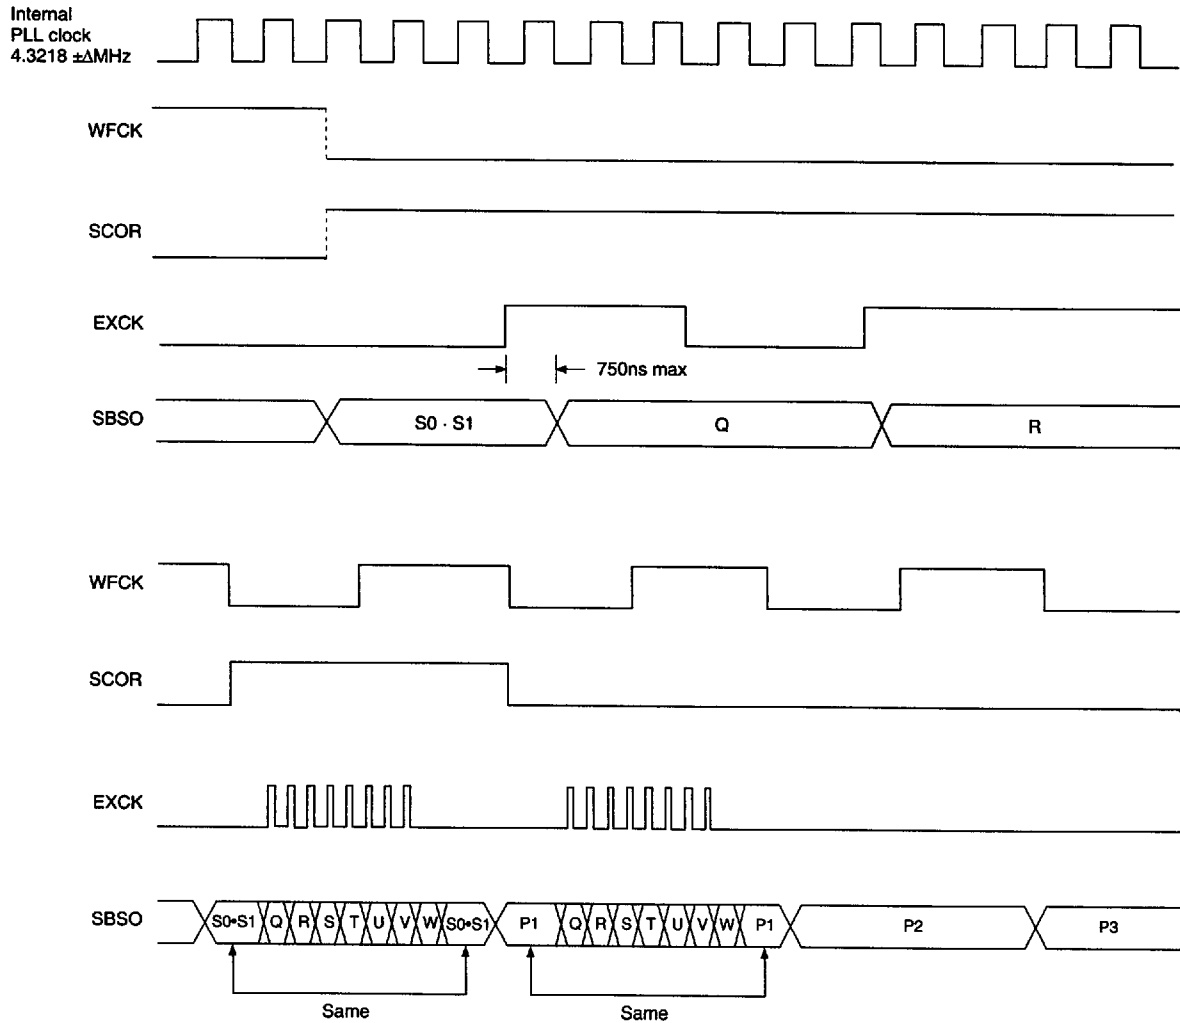 Internal
PLL clock
4.3218 ±ΔMHz
WFCK
SCOR
EXCK
750ns max
SBSO
S0 · S1
Q
R
WFCK
SCOR
EXCK
SBSO
S0•S1 Q R S T U V W S0•S1 P1 Q R S T U V W P1 P2 P3
Same
Same